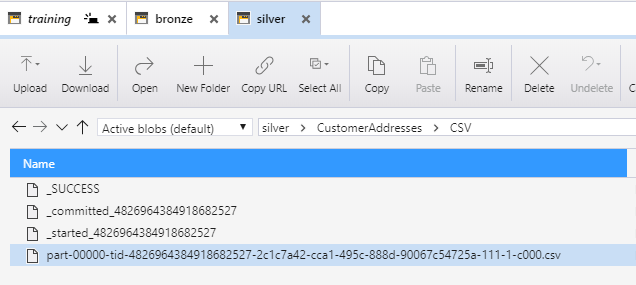 training bronze silver
Upload Download Open New Folder Copy URL Select All Copy Paste Rename Delete Undelete
Active blobs (default) silver CustomerAddresses CSV
Name
_SUCCESS
_committed_4826964384918682527
_started_4826964384918682527
part-00000-tid-4826964384918682527-2c1c7a42-cca1-495c-888d-90067c54725a-111-1-c000.csv